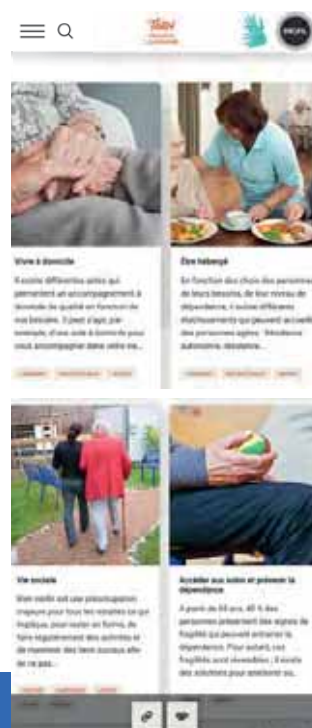 PROFIL
Vivre à domicile
Il existe différentes aides qui
permettent un accompagnement à
domicile de qualité en fonction de
vos besoins. Il peut s'agir, par
exemple, d'une aide à domicile pour
vous accompagner dans votre vie...
Être hébergé
En fonction des choix des personnes
de leurs besoins, de leur niveau de
dépendance, il existe différents
établissements qui peuvent accueillir
des personnes agées : Résidence
autonomie, résidence...
Vie sociale
Bien vieillir est une préoccupation
majeure pour tous les retraités ce qui
implique, pour rester en forme, de
faire régulièrement des activités et
de maintenir des liens sociaux afin
de ne pas...
Accéder aux soins et prévenir la
dépendance
A partir de 65 ans, 40 % des
personnes présentent des signes de
fragilité qui peuvent entrainer la
dépendance. Pour autant, ces
fragilités sont réversibles ; il existe
des solutions pour améliorer ou...